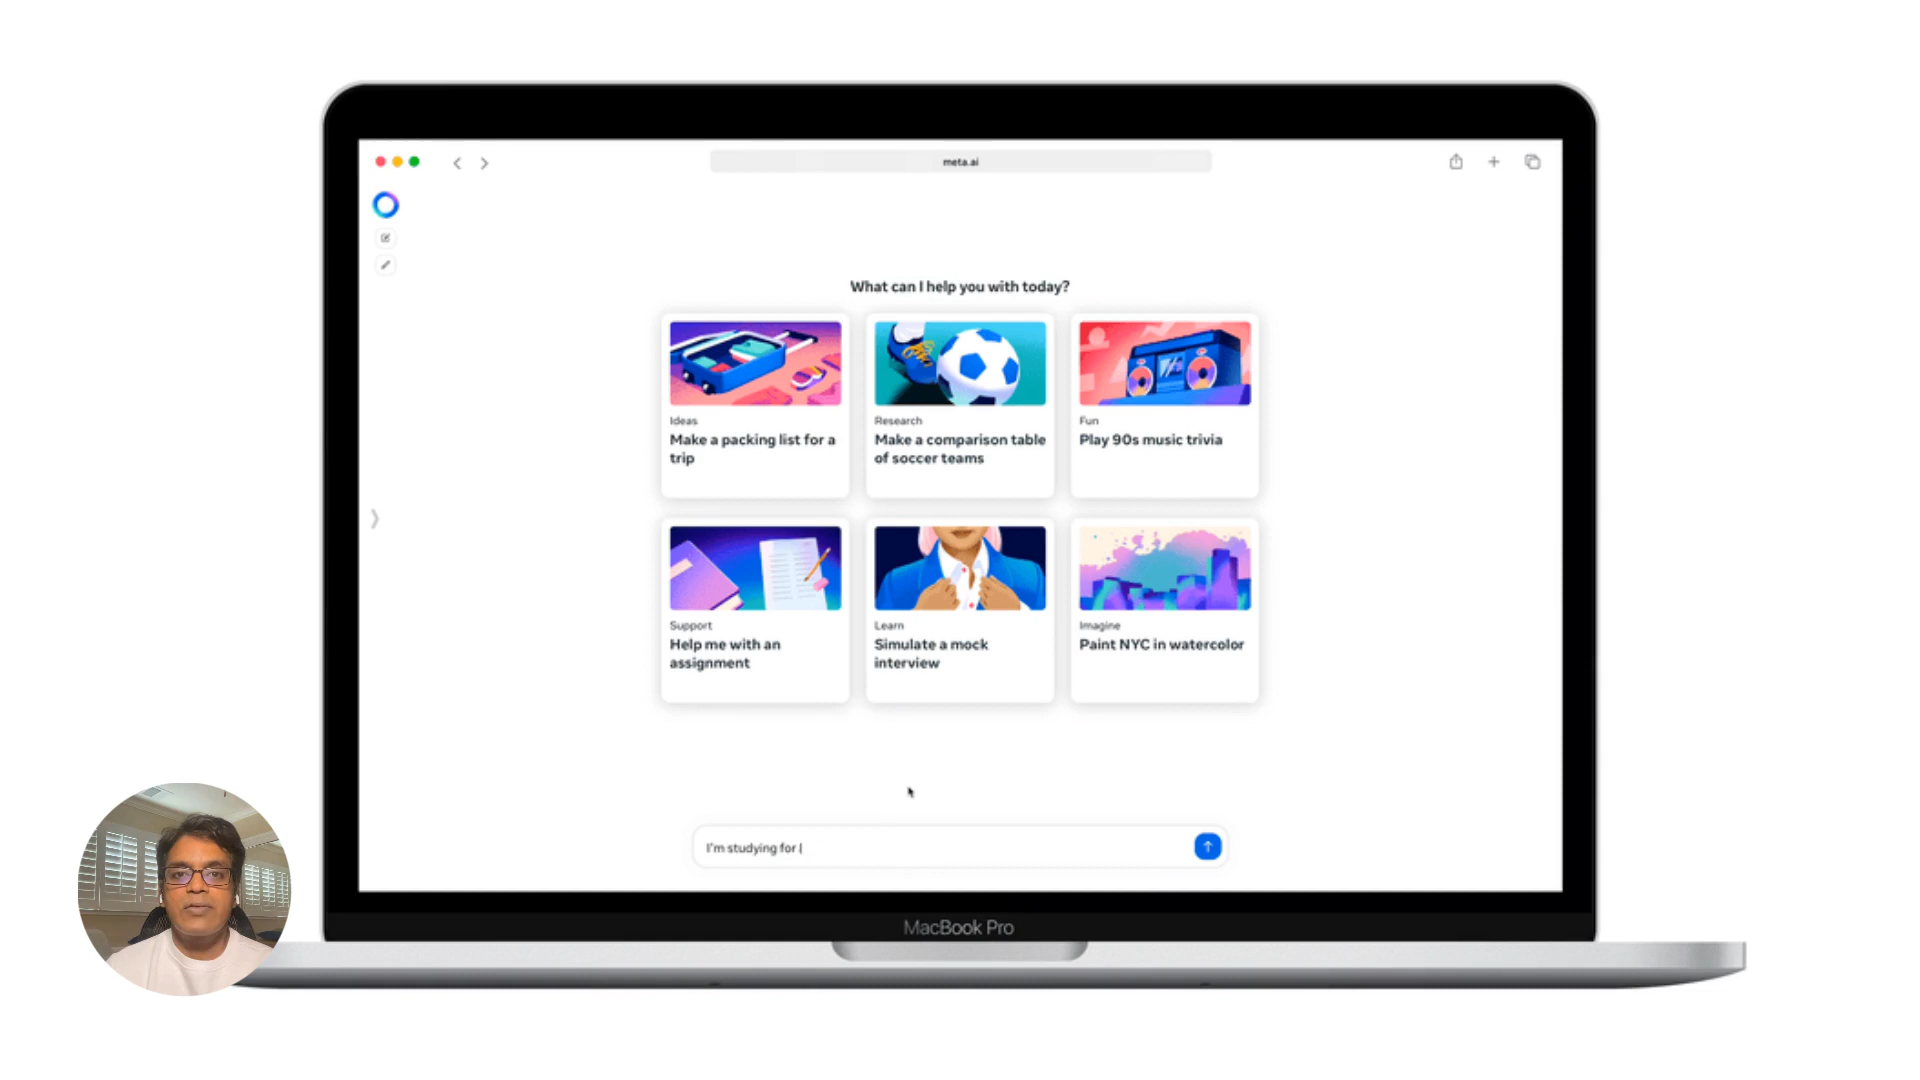 meta.ai
What can I help you with today?
Ideas
Make a packing list for a
trip
Research
Make a comparison table
of soccer teams
Fun
Play 90s music trivia
Support
Help me with an
assignment
Learn
Simulate a mock
interview
Imagine
Paint NYC in watercolor
I'm studying for
MacBook Pro